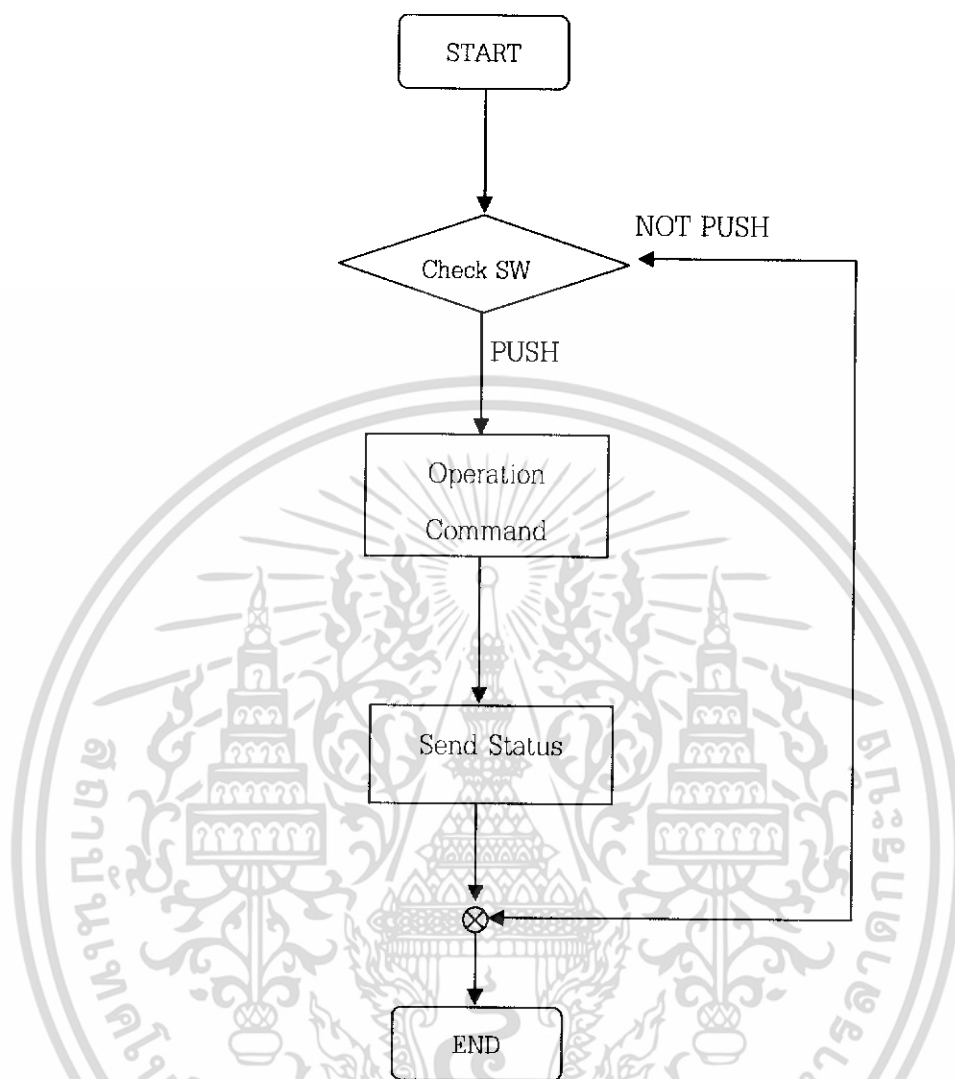 START
NOT PUSH
Check SW
PUSH
Operation
Command
Send Status
END